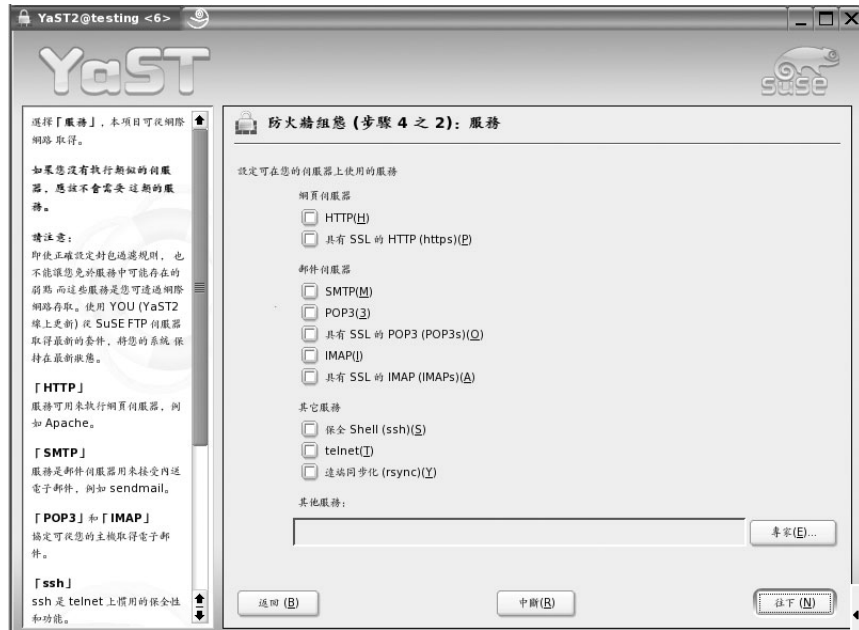 YaST2@testing <6>
YaST
SuSE
選擇「服務」，本項目可從網際
網路 取得。
如果您沒有執行類似的伺服
器，應該不會需要 這類的服
務。
請注意：
即使正確設定封包過濾規則， 也
不能讓您免於服務中可能存在的
弱點 而這些服務是您可透過網際
網路存取。使用 YOU (YaST2
線上更新) 從 SuSE FTP 伺服器
取得最新的套件，將您的系統 保
持在最新狀態。
「HTTP」
服務可用來執行網頁伺服器，例
如 Apache。
「SMTP」
服務是郵件伺服器用來接受內送
電子郵件，例如 sendmail。
「POP3」和「IMAP」
協定可從您的主機取得電子郵
件。
「ssh」
ssh 是 telnet 上慣用的保全性
和功能。
防火牆組態 (步驟 4 之 2)：服務
設定可在您的伺服器上使用的服務
網頁伺服器
HTTP(H)
具有 SSL 的 HTTP (https)(P)
郵件伺服器
SMTP(M)
POP3(3)
具有 SSL 的 POP3 (POP3s)(O)
IMAP(I)
具有 SSL 的 IMAP (IMAPs)(A)
其它服務
保全 Shell (ssh)(S)
telnet(T)
遠端同步化 (rsync)(Y)
其他服務：
專家(E)...
返回 (B)
中斷(R)
往下 (N)